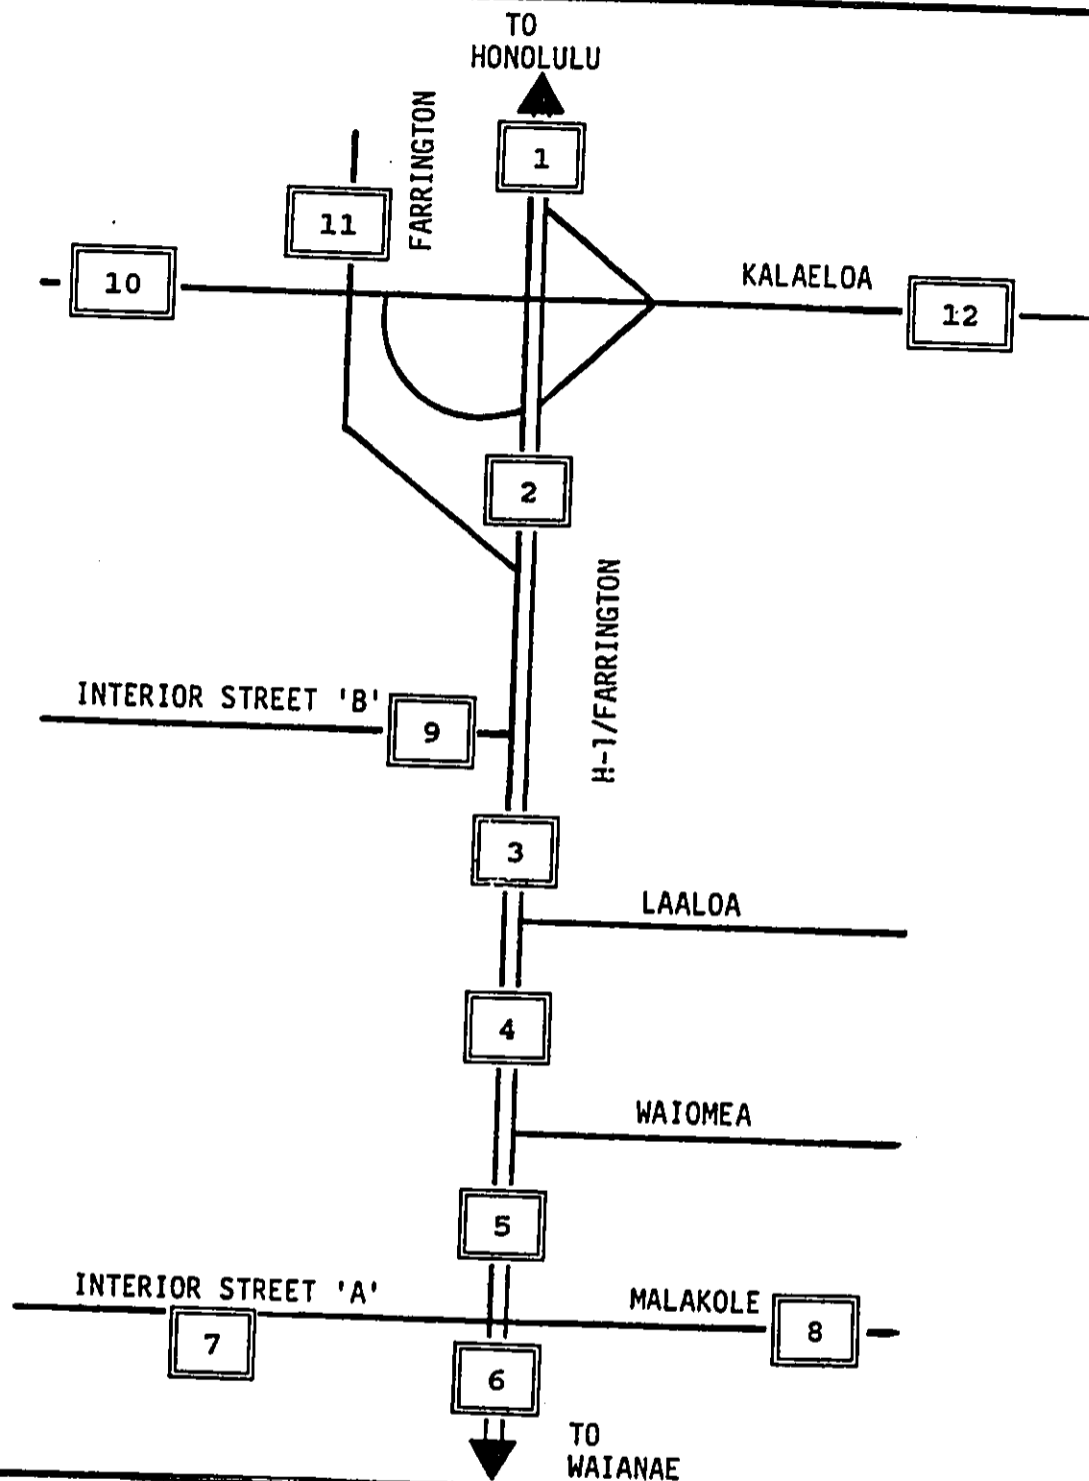 TO
HONOLULU
FARRINGTON
1
11
10
KALAELOA
12
2
H-1/FARRINGTON
INTERIOR STREET 'B'
9
3
LAALOA
4
WAIOMEA
5
INTERIOR STREET 'A'
MALAKOLE
7
8
6
TO
WAIANAE